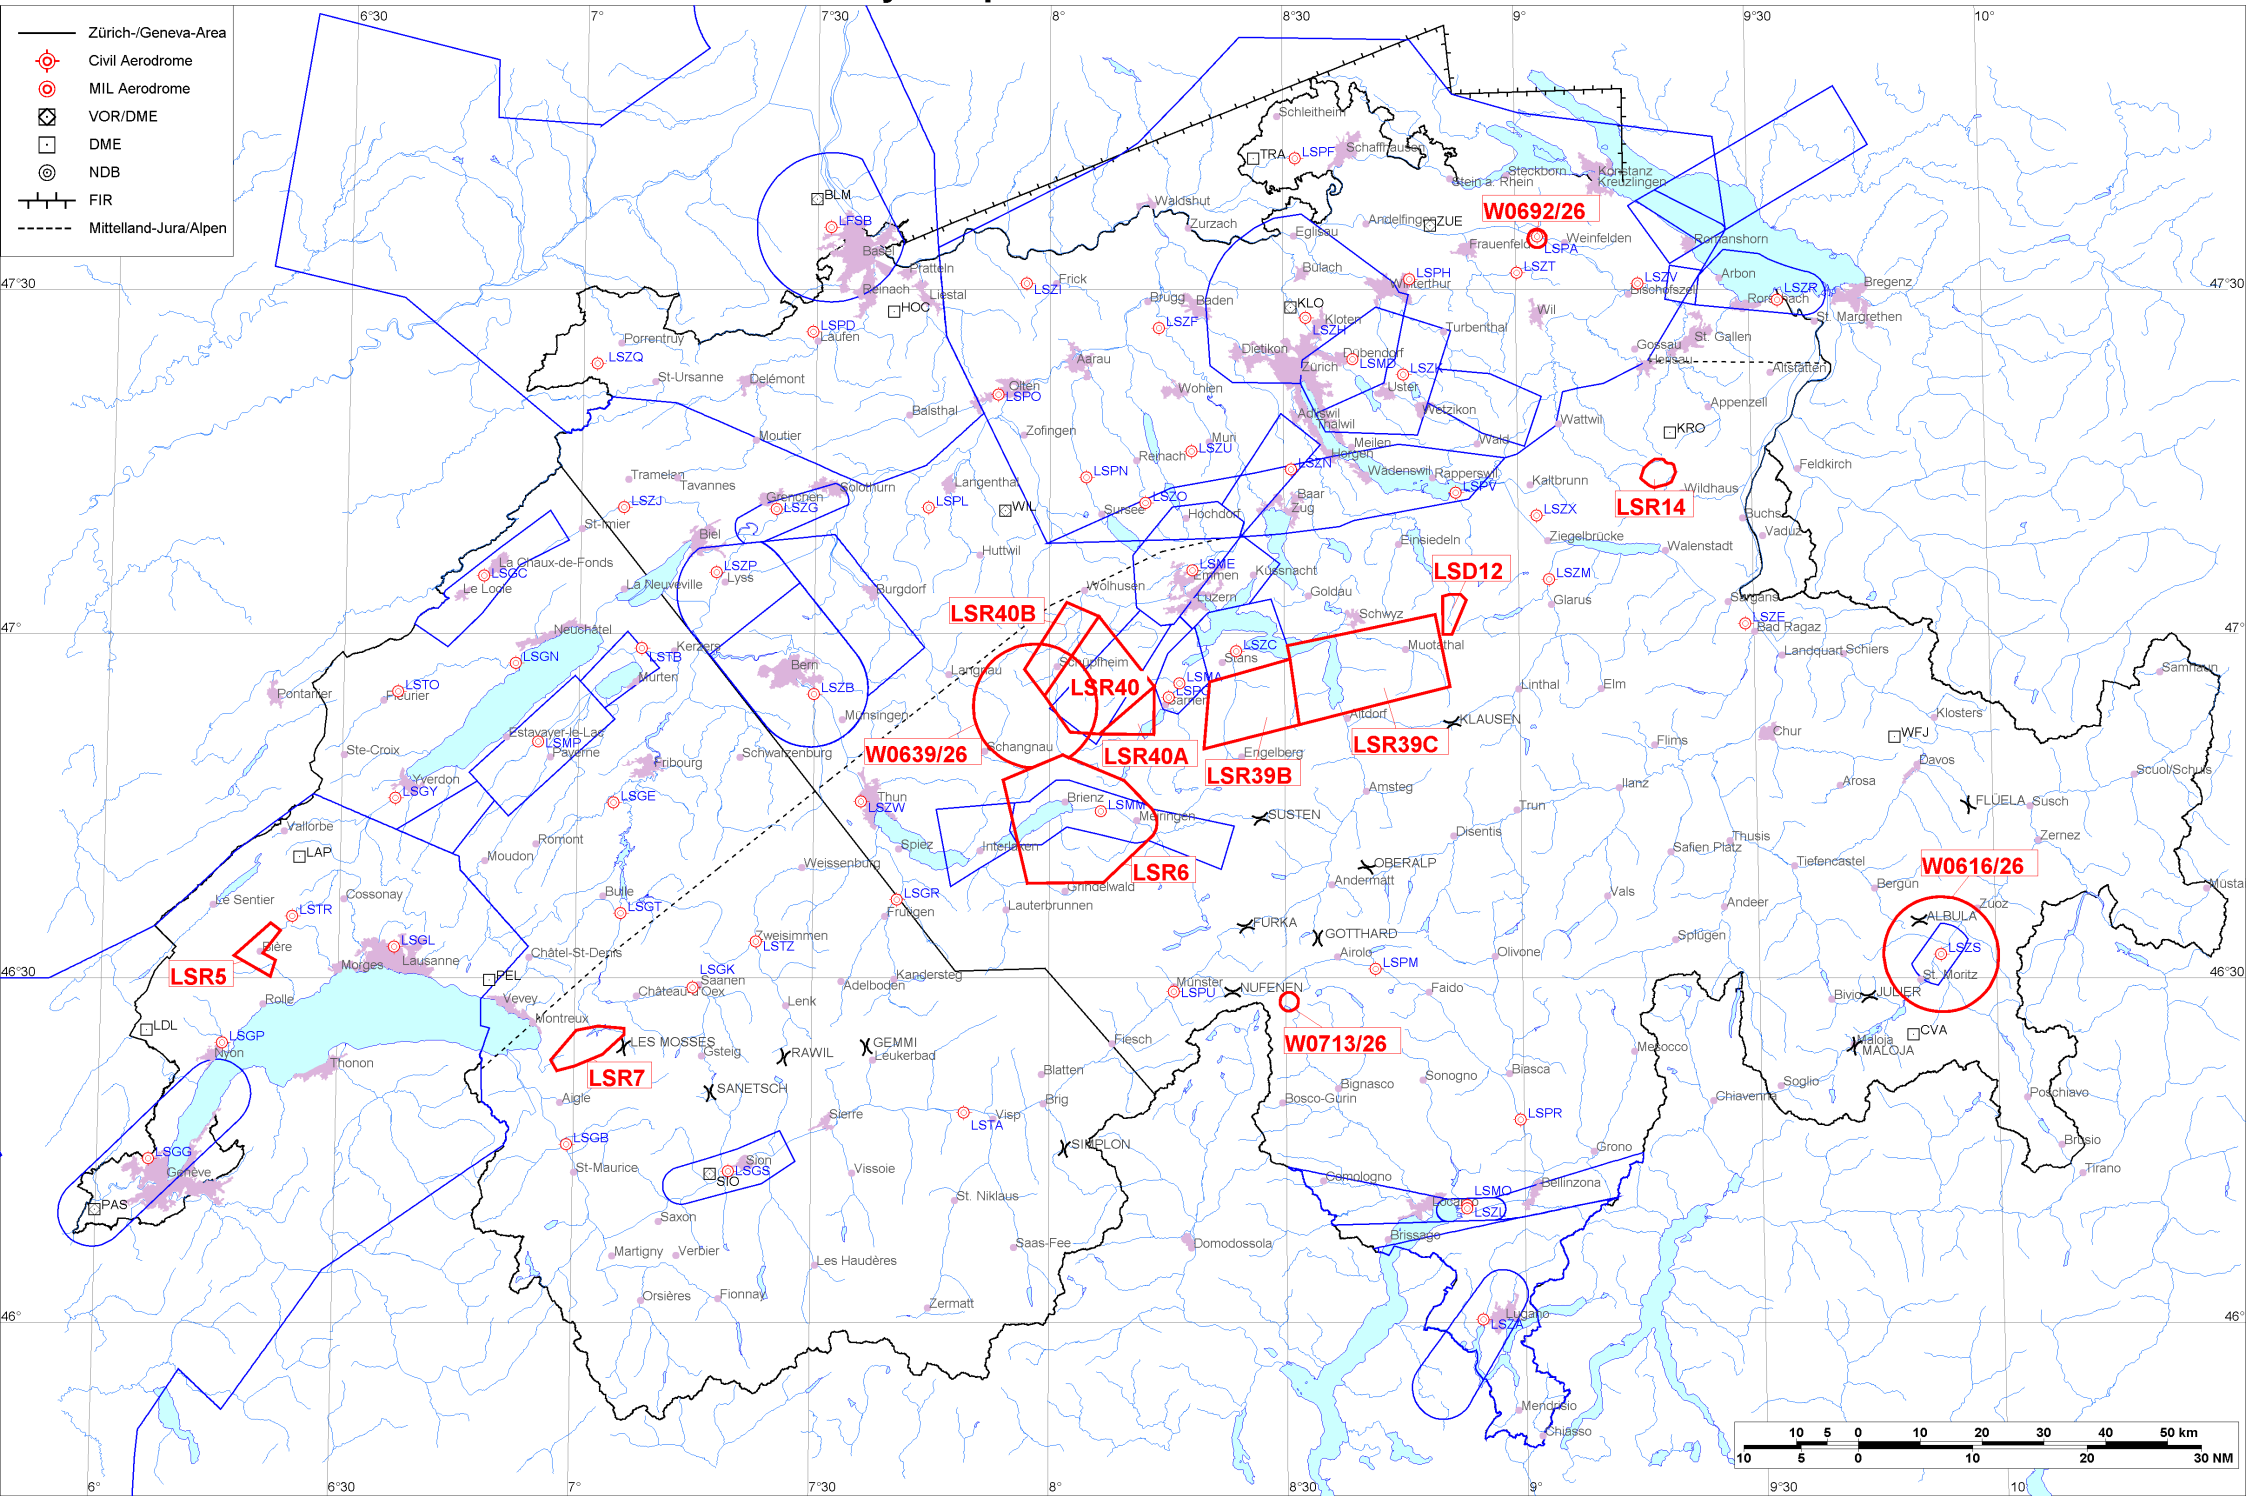 6°30
7°
7°30
8°
8°30
9°
9°30
10°
Zürich-/Geneva-Area
Civil Aerodrome
MIL Aerodrome
VOR/DME
DME
NDB
FIR
Mittelland-Jura/Alpen
Schleitheim
TRA
LSPF
Schaffhausen
Steckborn
Konstanz
Stein a. Rhein
Kreuzlingen
BLM
Waldshut
W0692/26
LFSB
Zurzach
Eglisau
Andelfingen
ZUE
Weinfelden
Romanshorn
Basel
Frauenfeld
LSPA
Pratteln
Bülach
LSPH
LSZT
LSZV
Arbon
47°30
Reinach
Liestal
Frick
LSZI
Winterthur
Bischofszell
LSZR
Bregenz
47°30
HOC
Brugg
Baden
KLO
Rorschach
Wil
LSPD
LSZF
Kloten
LSZH
Turbenthal
St. Margrethen
Laufen
Porrentruy
St. Gallen
Gossau
LSZQ
Aarau
Dietikon
Dübendorf
LSMD
Herisau
Zürich
LSZK
Altstätten
St-Ursanne
Delémont
Olten
LSPO
Wohlen
Uster
Appenzell
Balsthal
Adliswil
Wetzikon
Thalwil
Wattwil
Moutier
Zofingen
Muri
Meilen
Wald
KRO
LSZU
Reinach
Horgen
LSZN
Wädenswil
Rapperswil
Feldkirch
Tramelan
Tavannes
LSPN
Langenthal
Solothurn
Kaltbrunn
Wildhaus
LSPV
Grenchen
LSZG
Baar
Zug
LSZJ
LSPL
WIL
LSZO
Sursee
Hochdorf
LSR14
LSZX
Buchs
Vaduz
St-Imier
Biel
Einsiedeln
Ziegelbrücke
Walenstadt
Huttwil
La Chaux-de-Fonds
LSGC
LSZP
Lyss
LSME
Emmen
Küssnacht
LSD12
LSZM
Le Locle
La Neuveville
Burgdorf
Wolhusen
Luzern
Goldau
Glarus
Sargans
LSR40B
Schwyz
LSZE
Bad Ragaz
47°
Neuchâtel
Kerzers
Muotathal
47°
LSGN
LSTB
Bern
Langnau
Schüpfheim
LSZC
Stans
Landquart
Schiers
Samnaun
Murten
LSTO
Fleurier
Pontarlier
LSZB
LSR40
LSMA
LSPG
Sarnen
Linthal
Elm
Münsingen
Altdorf
KLAUSEN
Klosters
Estavayer-le-Lac
LSMP
Payerne
Ste-Croix
Schwarzenburg
W0639/26
Schangnau
LSR40A
LSR39B
Engelberg
LSR39C
Flims
Chur
WFJ
Fribourg
Davos
Yverdon
LSGY
LSGE
Thun
LSZW
Brienz
LSMM
Meiringen
Amsteg
Ilanz
Arosa
Scuol/Schuls
SUSTEN
Trun
FLÜELA
Susch
Vallorbe
Romont
Disentis
Thusis
Zernez
Interlaken
Spiez
LAP
Moudon
Weissenburg
LSR6
OBERALP
Safien Platz
Tiefencastel
W0616/26
Cossonay
Bulle
LSGR
Grindelwald
Andermatt
Vals
Bergun
Le Sentier
LSTR
LSGT
Frutigen
Lauterbrunnen
Andeer
Zuoz
ALBULA
FURKA
GOTTHARD
LSGL
Zweisimmen
LSTZ
Splügen
Bière
Lausanne
Châtel-St-Denis
Airolo
Olivone
LSZS
Morges
LSPM
46°30
LSR5
PEL
LSGK
Saanen
Kandersteg
Münster
LSPU
NUFENEN
St. Moritz
46°30
Adelboden
Château-d'Oex
Faido
Bivio
JULIER
Rolle
Vevey
Lenk
Montreux
LDL
LSGP
Nyon
LES MOSSES
GEMMI
Fiesch
W0713/26
Mesocco
CVA
Maloja
MALOJA
Gsteig
RAWIL
Leukerbad
Thonon
LSR7
Blatten
Bignasco
Sonogno
Biasca
Soglio
SANETSCH
Poschiavo
Aigle
Brig
Bosco-Gurin
Chiavenna
Sierre
LSTA
Visp
LSPR
LSGB
SIMPLON
Brusio
LSGG
Genève
Grono
St-Maurice
Sion
LSGS
SIO
Vissoie
Tirano
Comologno
Bellinzona
PAS
St. Niklaus
LSMO
Locarno
LSZL
Saxon
Brissago
Martigny
Verbier
Saas-Fee
Domodossola
Les Haudères
Orsières
Fionnay
Zermatt
46°
Lugano
LSZA
46°
Mendrisio
Chiasso
10 5 0 10 20 30 40 50 km
10 5 0 10 20 30 NM
6°
6°30
7°
7°30
8°
8°30
9°
9°30
10°